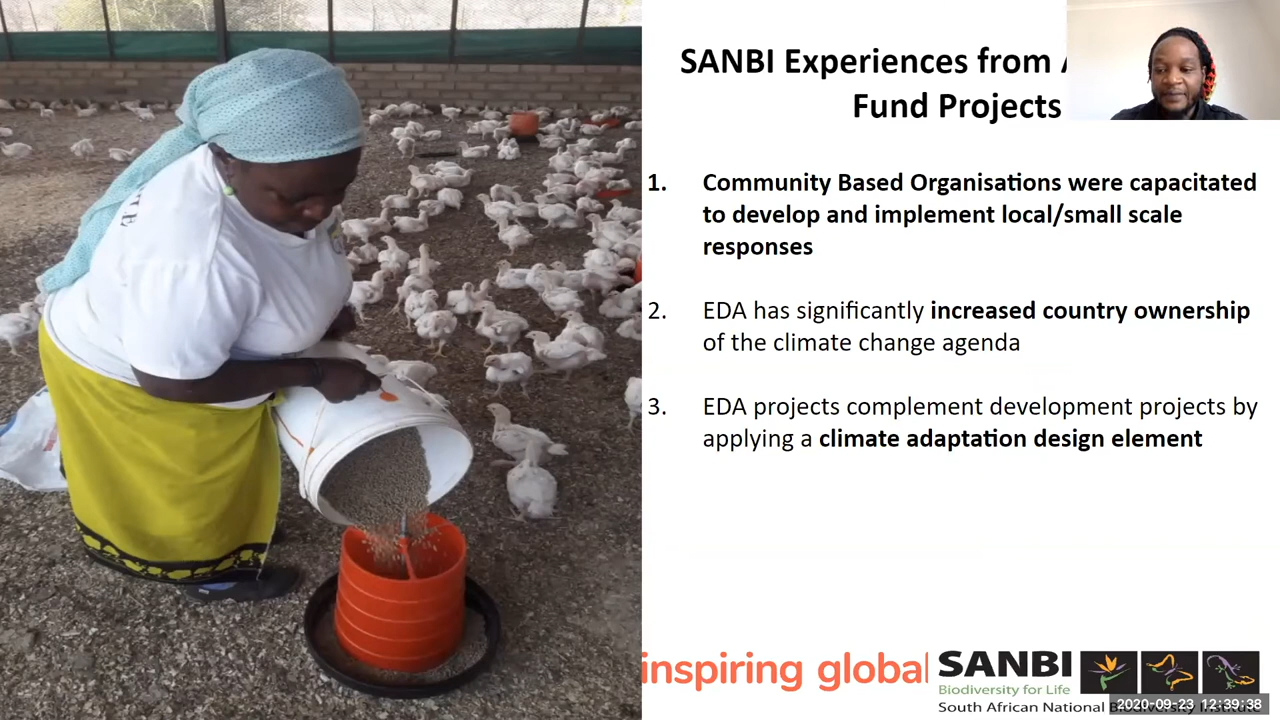 SANBI Experiences from
Fund Projects
1. Community Based Organisations were capacitated
to develop and implement local/small scale
responses
2. EDA has significantly increased country ownership
of the climate change agenda
3. EDA projects complement development projects by
applying a climate adaptation design element
inspiring global
SANBI
Biodiversity for Life
South African National
2020-09-23 12:39:38